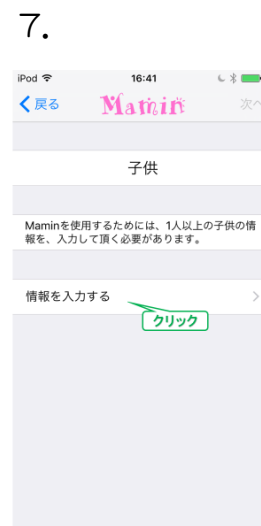 7.
iPod 16:41
戻る Mamin 次へ
子供
Maminを使用するためには、1人以上の子供の情
報を、入力して頂く必要があります。
情報を入力する
クリック